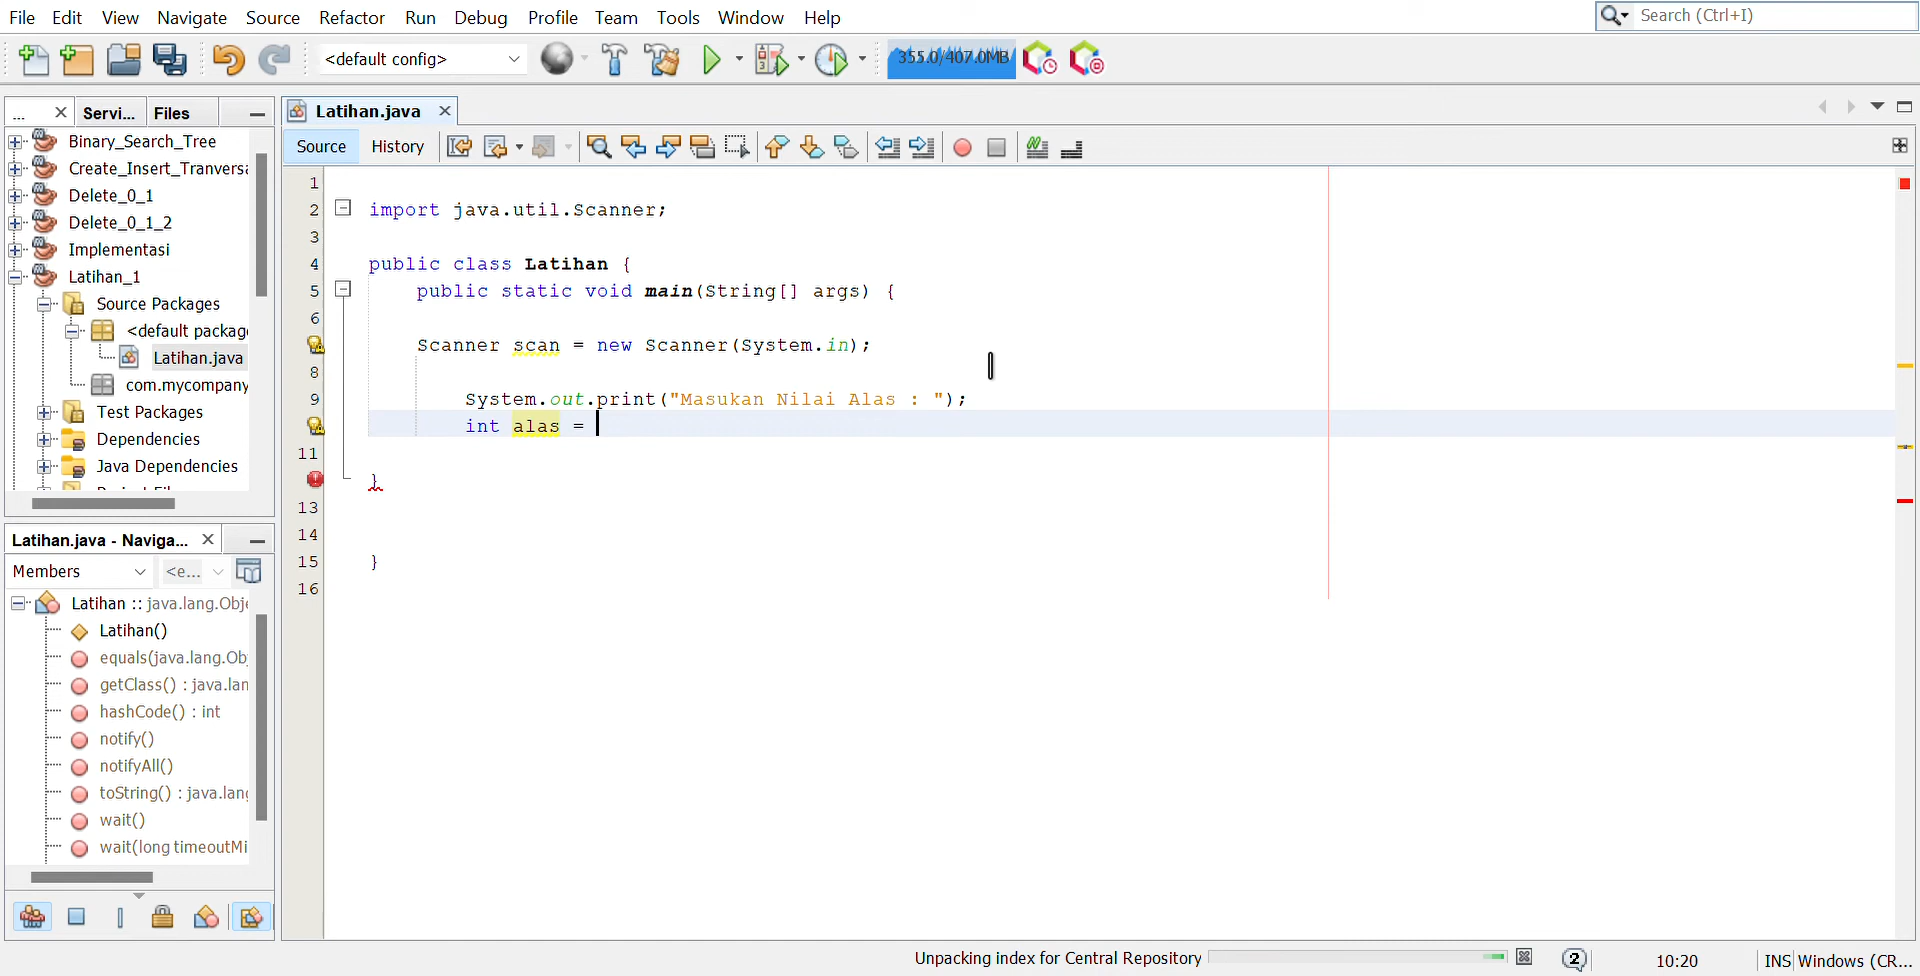 File Edit View Navigate Source Refactor Run Debug Profile Team Tools Window Help
Search (Ctrl+I)
<default config>
355.0/407.0MB
... Servi... Files
Binary_Search_Tree
Create_Insert_Tranversa
Delete_0_1
Delete_0_1_2
Implementasi
Latihan_1
Source Packages
<default package
Latihan.java
com.mycompany
Test Packages
Dependencies
Java Dependencies
Latihan.java - Naviga...
Members <e...
Latihan :: java.lang.Obje
Latihan()
equals(java.lang.Ob
getClass() : java.lan
hashCode() : int
notify()
notifyAll()
toString() : java.lang
wait()
wait(long timeoutMi
Latihan.java
Source History
1
2 import java.util.Scanner;
3
4 public class Latihan {
5 public static void main(String[] args) {
6
Scanner scan = new Scanner(System.in);
8
9 System.out.print("Masukan Nilai Alas : ");
int alas =
11
}
13
14
15 }
16
Unpacking index for Central Repository 2 10:20 INS Windows (CR...